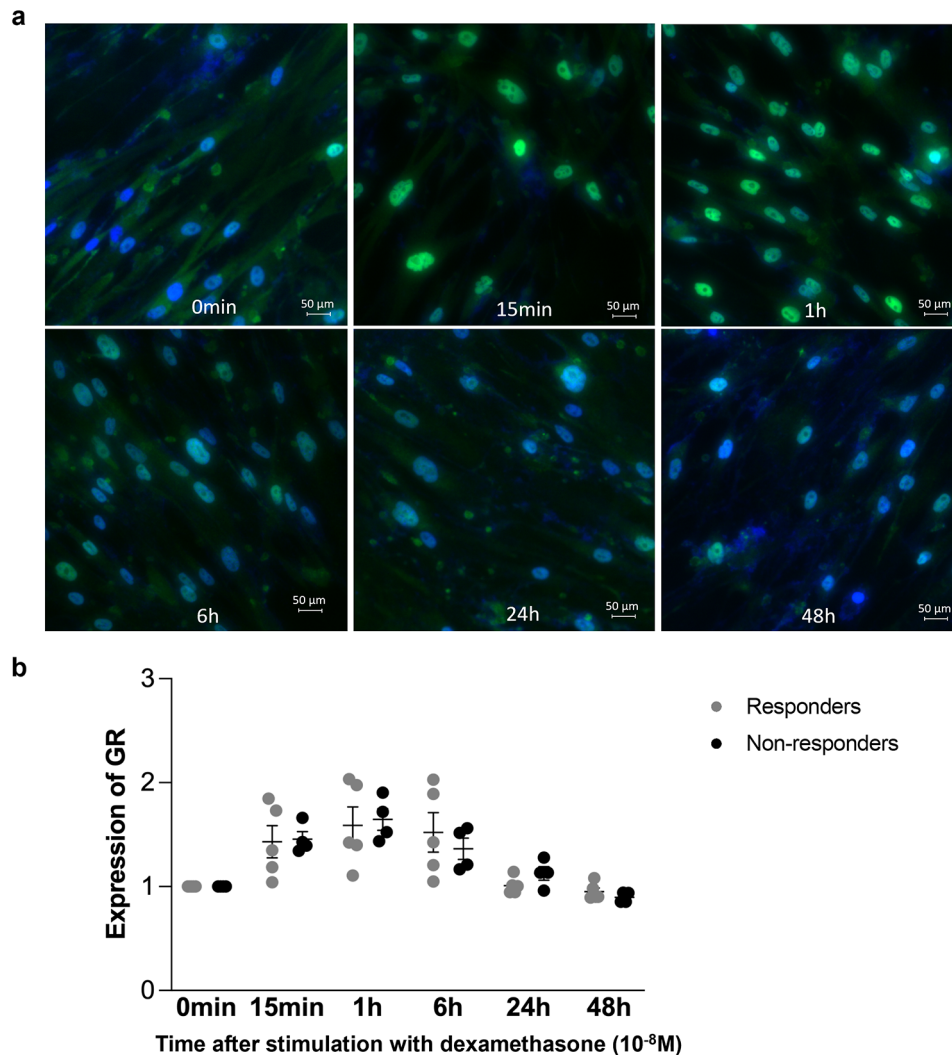 a
50 µm
0min
50 µm
15min
50 µm
1h
50 µm
6h
50 µm
24h
50 µm
48h
b
3
2
1
0
Expression of GR
Responders
Non-responders
0min 15min 1h 6h 24h 48h
Time after stimulation with dexamethasone (10⁻⁸M)